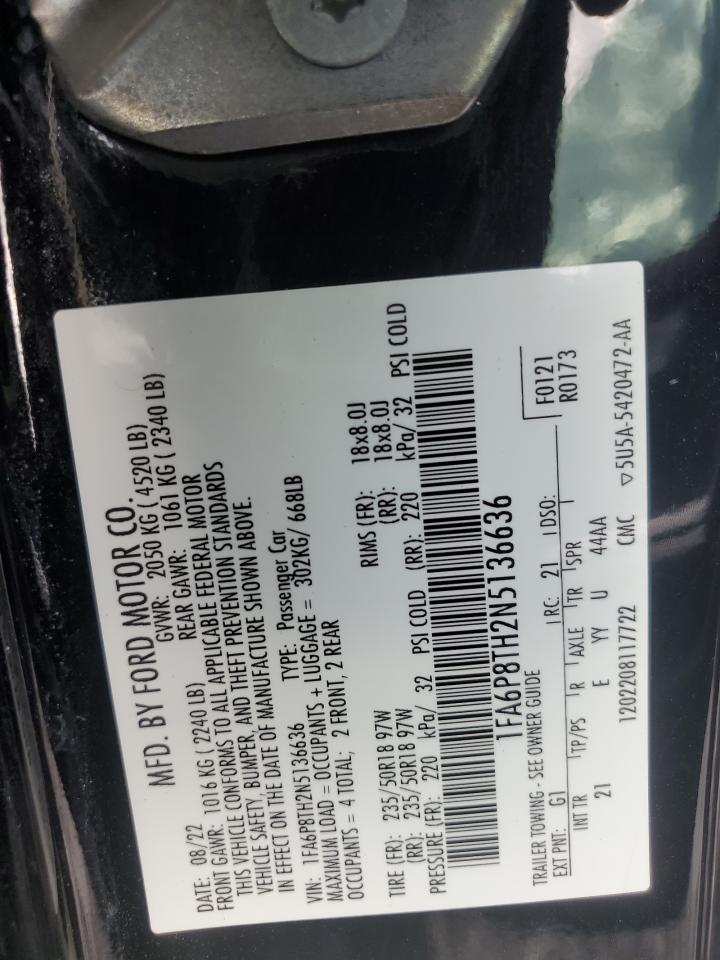 MFD. BY FORD MOTOR CO.
DATE: 08/22 GVWR: 2050 KG ( 4520 LB)
FRONT GAWR: 1016 KG ( 2240 LB) REAR GAWR: 1061 KG ( 2340 LB)
THIS VEHICLE CONFORMS TO ALL APPLICABLE FEDERAL MOTOR
VEHICLE SAFETY, BUMPER, AND THEFT PREVENTION STANDARDS
IN EFFECT ON THE DATE OF MANUFACTURE SHOWN ABOVE.
VIN: 1FA6P8TH2N5136636 TYPE: Passenger Car
MAXIMUM LOAD = OCCUPANTS + LUGGAGE = 302KG/ 668LB
OCCUPANTS = 4 TOTAL; 2 FRONT, 2 REAR
TIRE (FR): 235/50R18 97W RIMS (FR): 18x8.0J
(RR): 235/50R18 97W (RR): 18x8.0J
PRESSURE (FR): 220 kPa/ 32 PSI COLD (RR): 220 kPa/ 32 PSI COLD
1FA6P8TH2N5136636
TRAILER TOWING - SEE OWNER GUIDE
EXT PNT: G1 RC: 21 DSO: F0121
R0173
INT TR TP/PS R AXLE TR SPR
21 E YY U 44AA
1202208117722 CMC ▽5U5A-5420472-AA